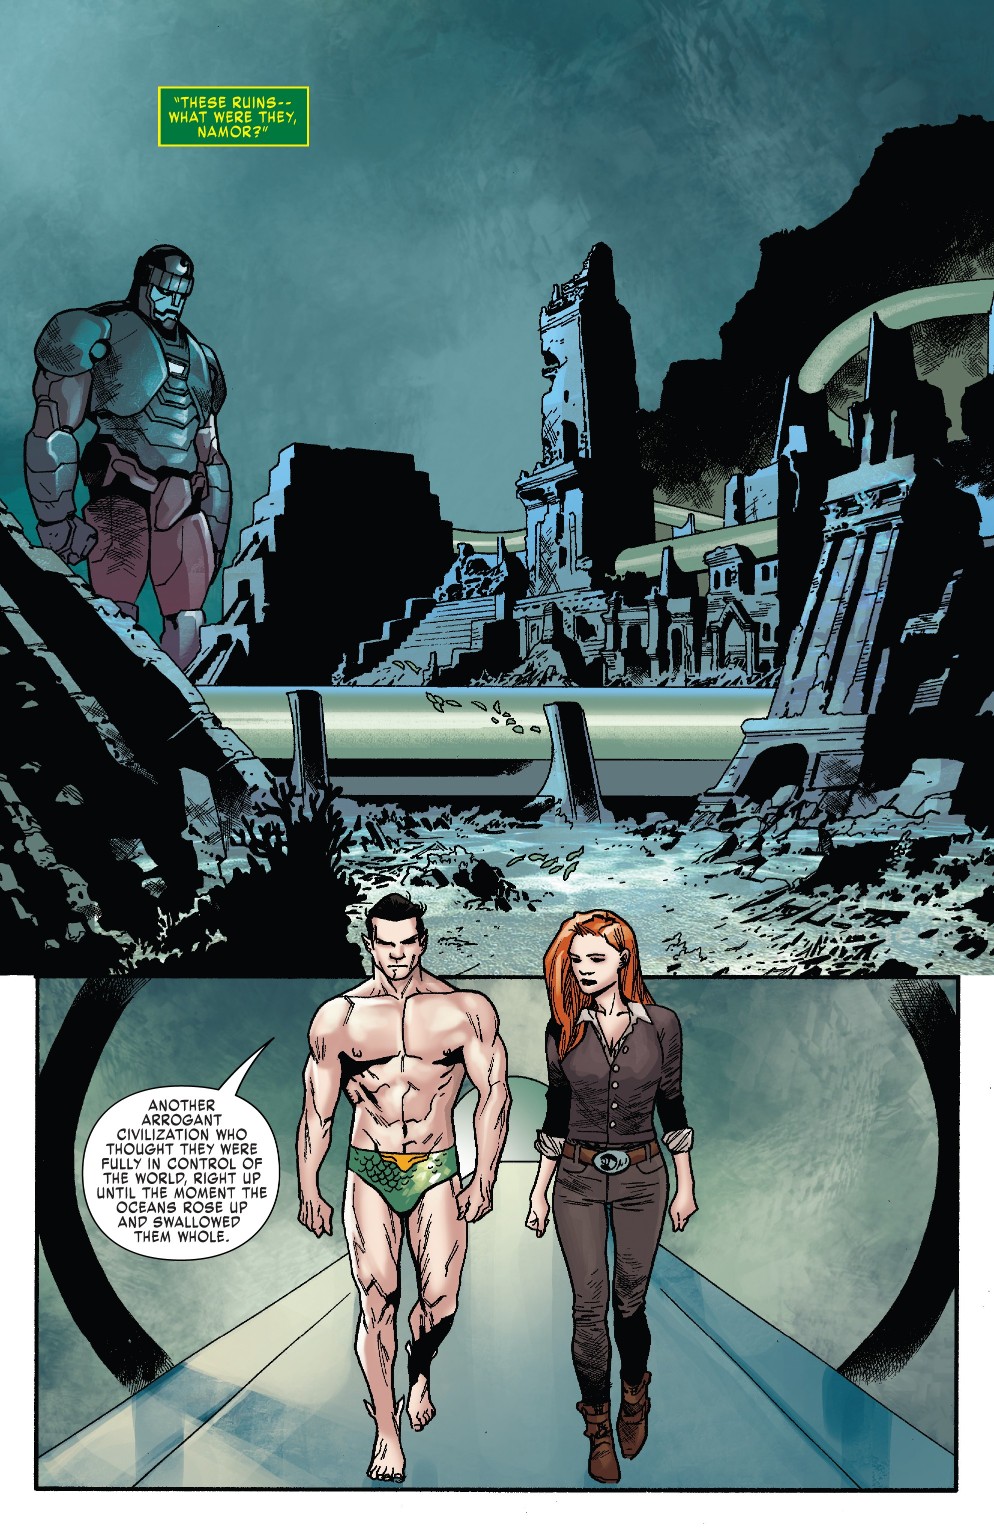 "THESE RUINS--
WHAT WERE THEY,
NAMOR?"
ANOTHER
ARROGANT
CIVILIZATION WHO
THOUGHT THEY WERE
FULLY IN CONTROL OF
THE WORLD, RIGHT UP
UNTIL THE MOMENT THE
OCEANS ROSE UP
AND SWALLOWED
THEM WHOLE.